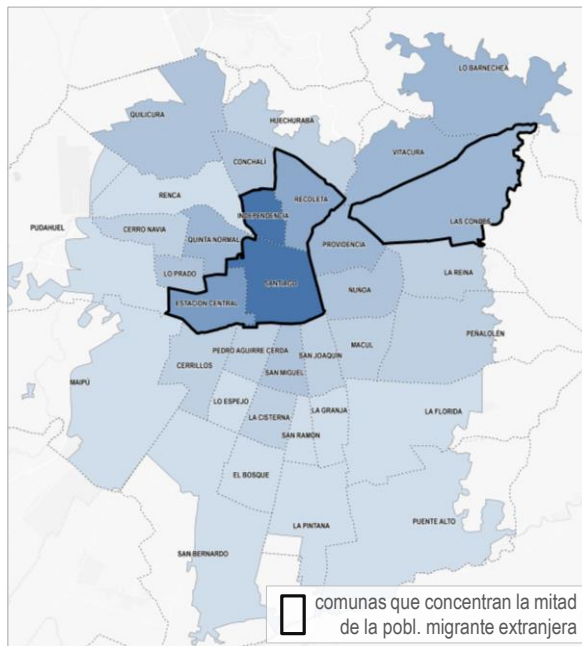 LO BARNECHEA
QUILICURA
HUECHURABA
CONCHALÍ
VITACURA
RENCA
RECOLETA
INDEPENDENCIA
LAS CONDES
PUDAHUEL
CERRO NAVIA
QUINTA NORMAL
PROVIDENCIA
LO PRADO
LA REINA
SANTIAGO
ÑUÑOA
ESTACION CENTRAL
PEÑALOLÉN
MACUL
PEDRO AGUIRRE CERDA
SAN JOAQUÍN
CERRILLOS
SAN MIGUEL
MAIPÚ
LO ESPEJO
LA GRANJA
LA CISTERNA
LA FLORIDA
SAN RAMÓN
EL BOSQUE
PUENTE ALTO
LA PINTANA
SAN BERNARDO
comunas que concentran la mitad
de la pobl. migrante extranjera